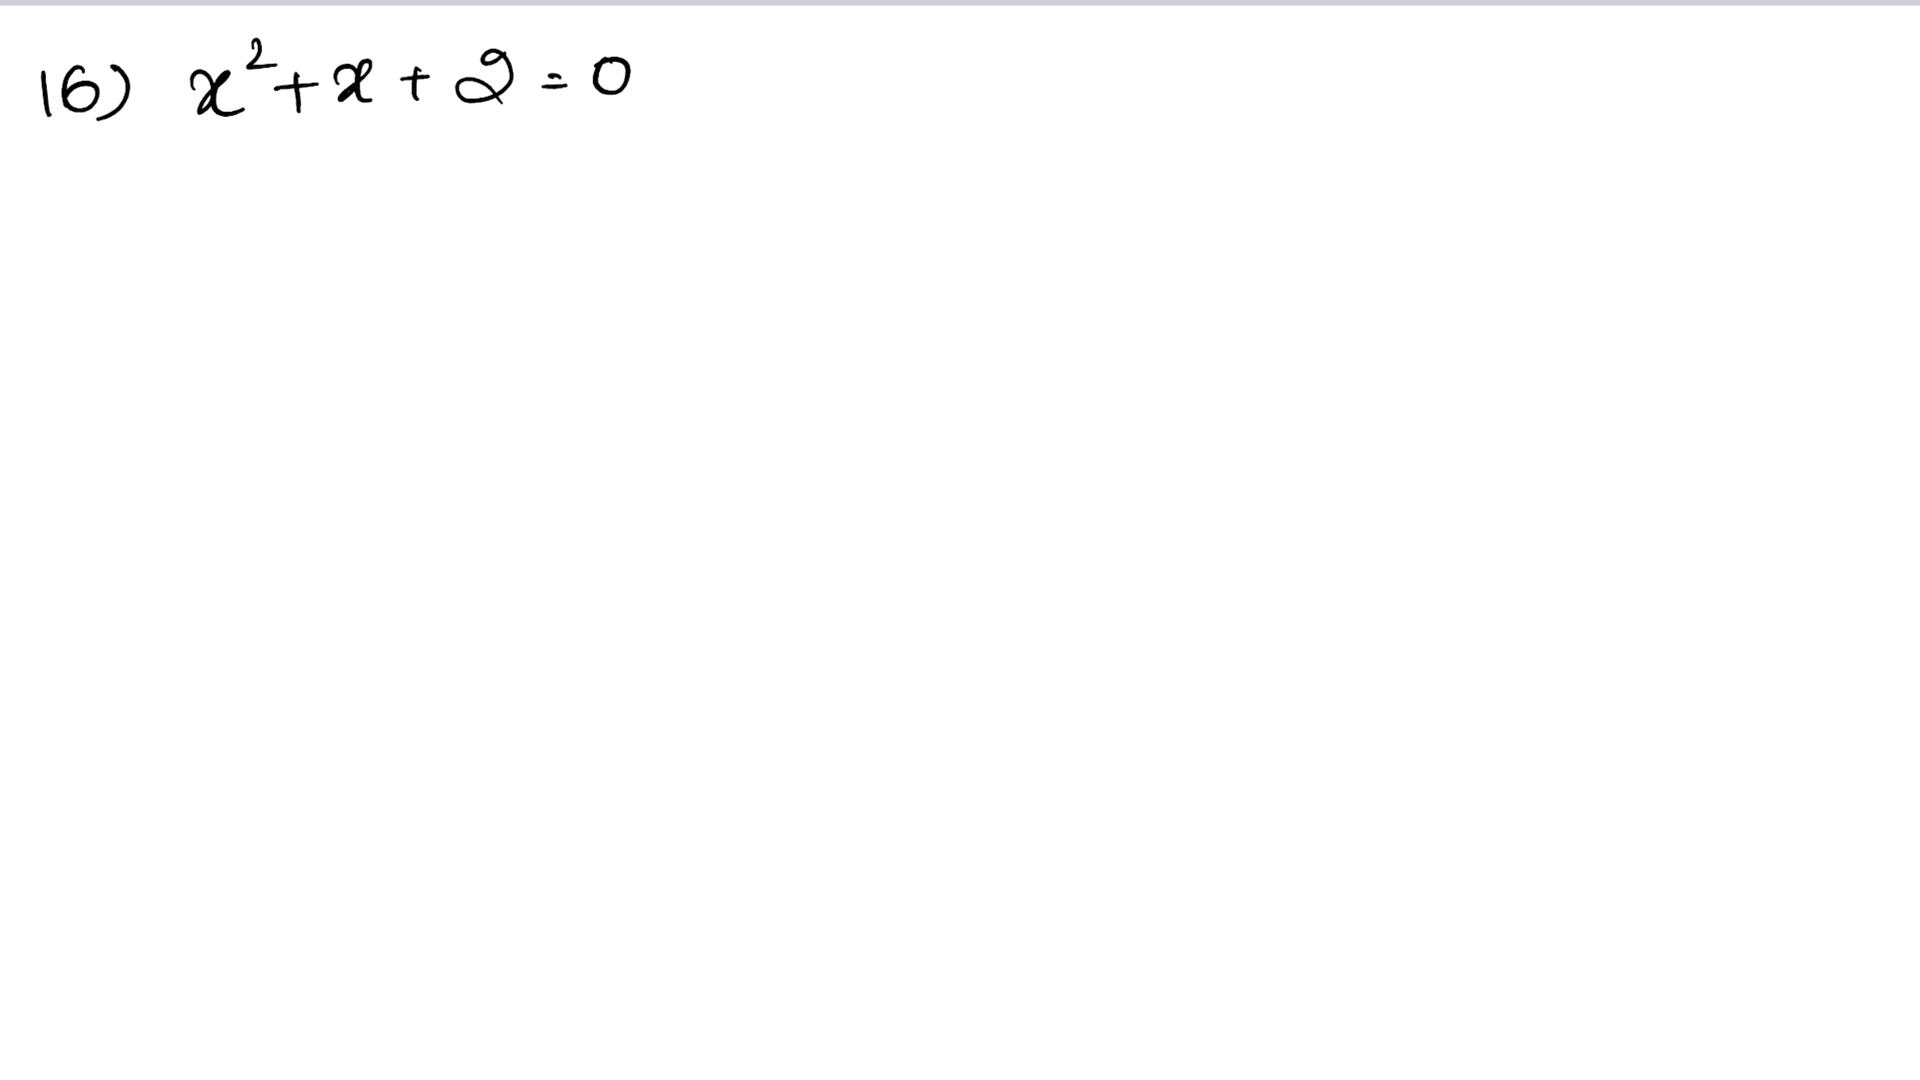 16) x² + x + 2 = 0